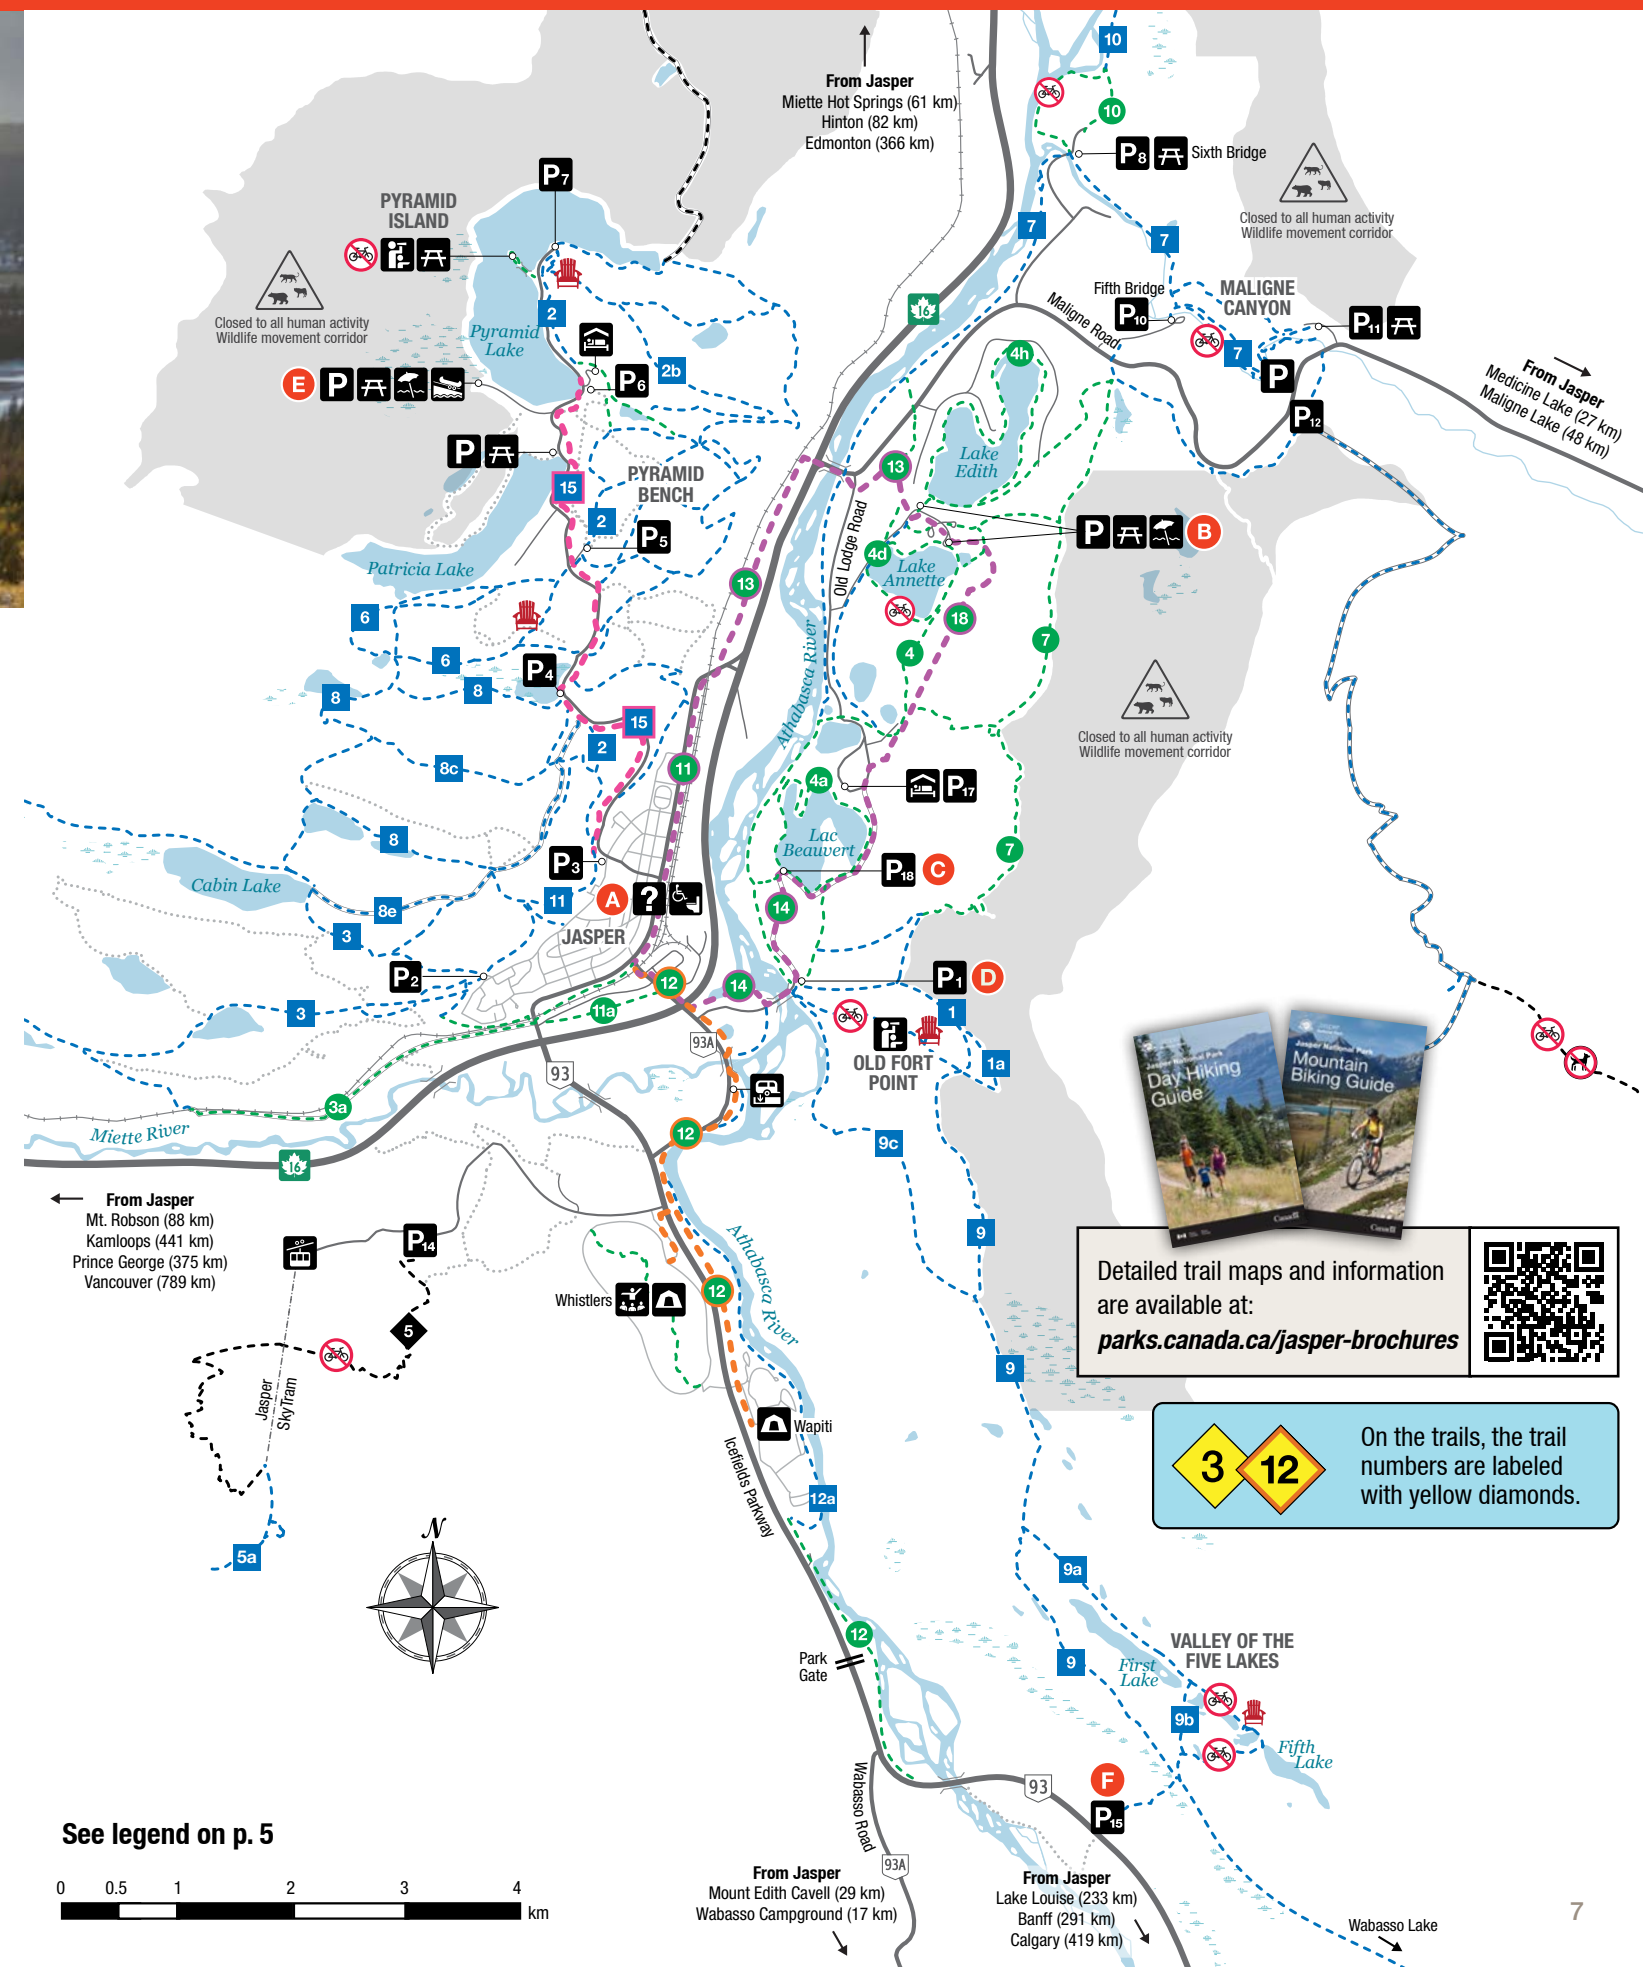 10
From Jasper
Miette Hot Springs (61 km)
Hinton (82 km)
Edmonton (366 km)
10
P8 Sixth Bridge
P7
PYRAMID
ISLAND
Closed to all human activity
Wildlife movement corridor
7
7
Closed to all human activity
Wildlife movement corridor
2
Pyramid
Lake
16
Fifth Bridge
P10
MALIGNE
CANYON
Maligne Road
P11
7
P
P12
From Jasper
Medicine Lake (27 km)
Maligne Lake (48 km)
E P
P6
2b
4h
P
15
PYRAMID
BENCH
2
P5
Lake
Edith
13
Patricia Lake
Old Lodge Road
4d
Lake
Annette
P B
13
6
6
8
8
P4
18
4
7
Athabasca River
15
2
8c
11
Closed to all human activity
Wildlife movement corridor
4a
P17
Lac
Beauvert
7
8
P3
P18 C
Cabin Lake
8e
11
A ?
14
3
JASPER
P2
12
14
P1 D
3
11a
1
93A
93
OLD FORT
POINT
1a
3a
Miette River
12
9c
16
From Jasper
Mt. Robson (88 km)
Kamloops (441 km)
Prince George (375 km)
Vancouver (789 km)
P14
9
Athabasca River
Whistlers
12
5
Jasper
SkyTram
9
Jasper National Park
Day Hiking
Guide
Canada
Jasper National Park
Mountain
Biking Guide
Canada
Detailed trail maps and information
are available at:
parks.canada.ca/jasper-brochures
Wapiti
Icefields Parkway
12a
3 12
On the trails, the trail
numbers are labeled
with yellow diamonds.
N
5a
9a
12
Park
Gate
9
First
Lake
VALLEY OF THE
FIVE LAKES
9b
Fifth
Lake
Wabasso Road
93
F
P15
93A
See legend on p. 5
0 0.5 1 2 3 4
km
From Jasper
Mount Edith Cavell (29 km)
Wabasso Campground (17 km)
From Jasper
Lake Louise (233 km)
Banff (291 km)
Calgary (419 km)
Wabasso Lake
7